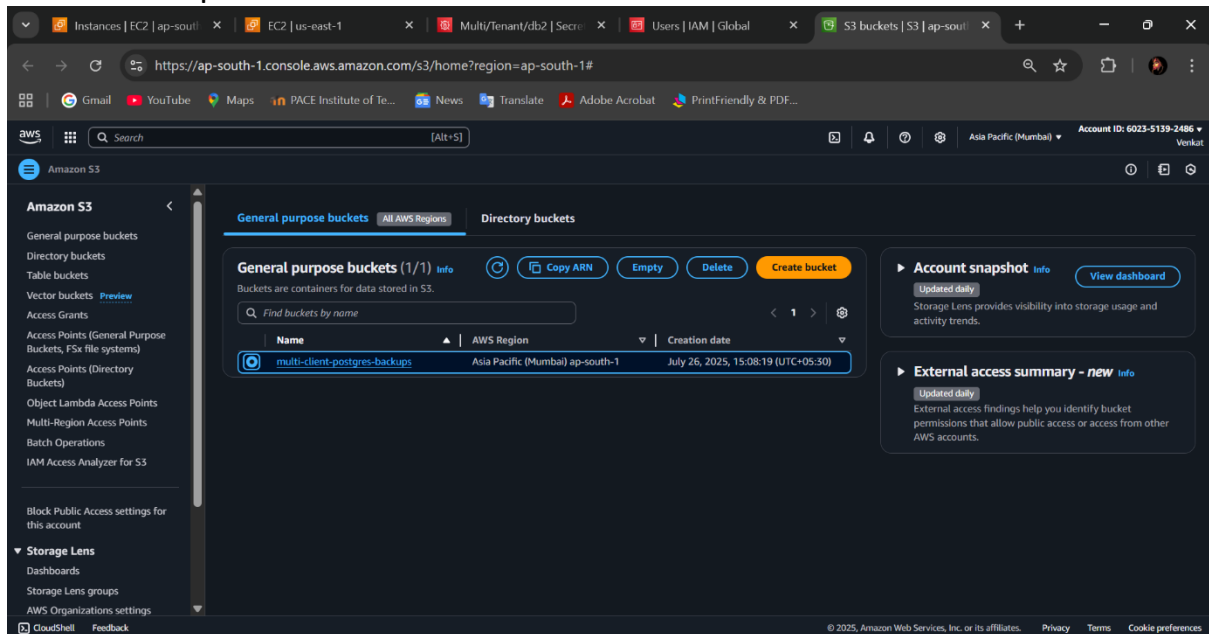 Instances | EC2 | ap-south
EC2 | us-east-1
Multi/Tenant/db2 | Secre
Users | IAM | Global
S3 buckets | S3 | ap-sout
https://ap-south-1.console.aws.amazon.com/s3/home?region=ap-south-1#
Gmail
YouTube
Maps
PACE Institute of Te...
News
Translate
Adobe Acrobat
PrintFriendly & PDF...
aws
Search
[Alt+S]
Asia Pacific (Mumbai)
Account ID: 6023-5139-2486
Venkat
Amazon S3
Amazon S3
General purpose buckets
Directory buckets
Table buckets
Vector buckets Preview
Access Grants
Access Points (General Purpose
Buckets, FSx file systems)
Access Points (Directory
Buckets)
Object Lambda Access Points
Multi-Region Access Points
Batch Operations
IAM Access Analyzer for S3
Block Public Access settings for
this account
Storage Lens
Dashboards
Storage Lens groups
AWS Organizations settings
General purpose buckets All AWS Regions
Directory buckets
General purpose buckets (1/1) Info
Copy ARN
Empty
Delete
Create bucket
Buckets are containers for data stored in S3.
Find buckets by name
1
Name AWS Region Creation date
multi-client-postgres-backups Asia Pacific (Mumbai) ap-south-1 July 26, 2025, 15:08:19 (UTC+05:30)
Account snapshot Info
View dashboard
Updated daily
Storage Lens provides visibility into storage usage and
activity trends.
External access summary - new Info
Updated daily
External access findings help you identify bucket
permissions that allow public access or access from other
AWS accounts.
CloudShell Feedback
© 2025, Amazon Web Services, Inc. or its affiliates. Privacy Terms Cookie preferences